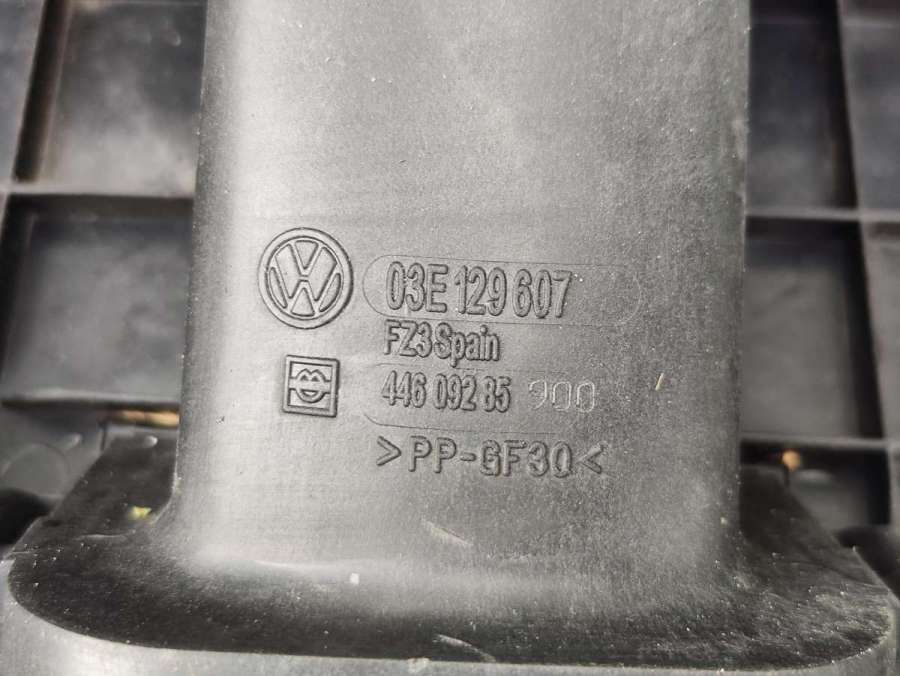 03E 129 607
FZ3 Spain
446 092 85 900
>PP-GF30<